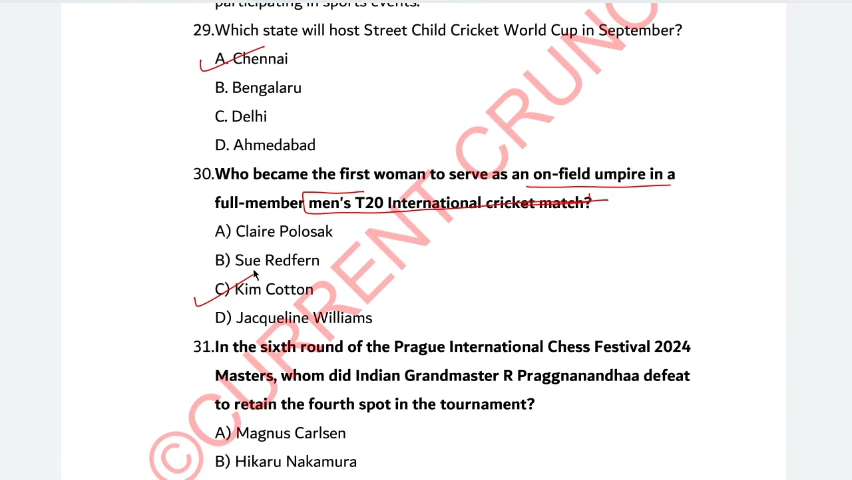 participating in sports events.
29.Which state will host Street Child Cricket World Cup in September?
A. Chennai
B. Bengalaru
C. Delhi
D. Ahmedabad
30.Who became the first woman to serve as an on-field umpire in a
full-member men's T20 International cricket match?
A) Claire Polosak
B) Sue Redfern
C) Kim Cotton
D) Jacqueline Williams
31.In the sixth round of the Prague International Chess Festival 2024
Masters, whom did Indian Grandmaster R Praggnanandhaa defeat
to retain the fourth spot in the tournament?
A) Magnus Carlsen
B) Hikaru Nakamura
©CURRENT CRUNC